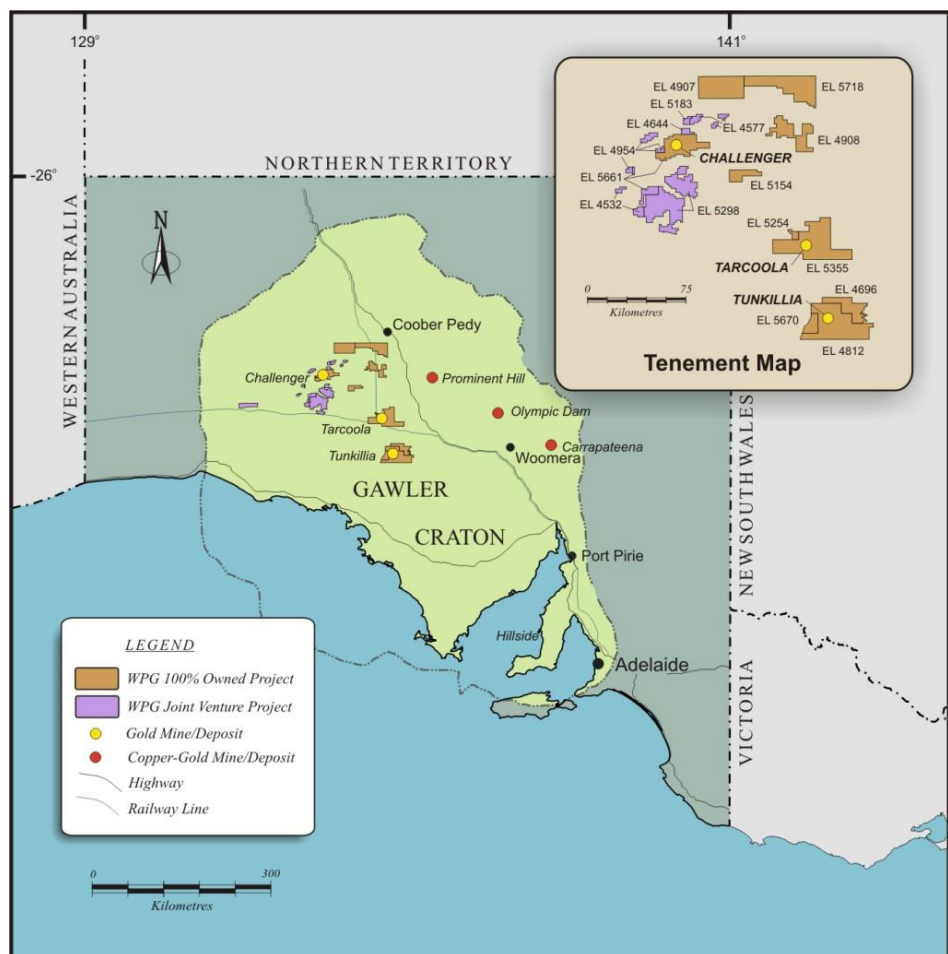 129°
141°
-26°
NORTHERN TERRITORY
WESTERN AUSTRALIA
NEW SOUTH WALES
VICTORIA
N
EL 4907
EL 5718
EL 5183
EL 4644
EL 4577
EL 4908
EL 4954
CHALLENGER
EL 5661
EL 5154
EL 4532
EL 5298
EL 5254
TARCOOLA
EL 5355
0
75
Kilometres
TUNKILLIA
EL 4696
EL 5670
EL 4812
Tenement Map
Coober Pedy
Challenger
Prominent Hill
Olympic Dam
Tarcoola
Carrapateena
Woomera
Tunkillia
GAWLER
CRATON
Port Pirie
Hillside
Adelaide
LEGEND
WPG 100% Owned Project
WPG Joint Venture Project
Gold Mine/Deposit
Copper-Gold Mine/Deposit
Highway
Railway Line
0
300
Kilometres